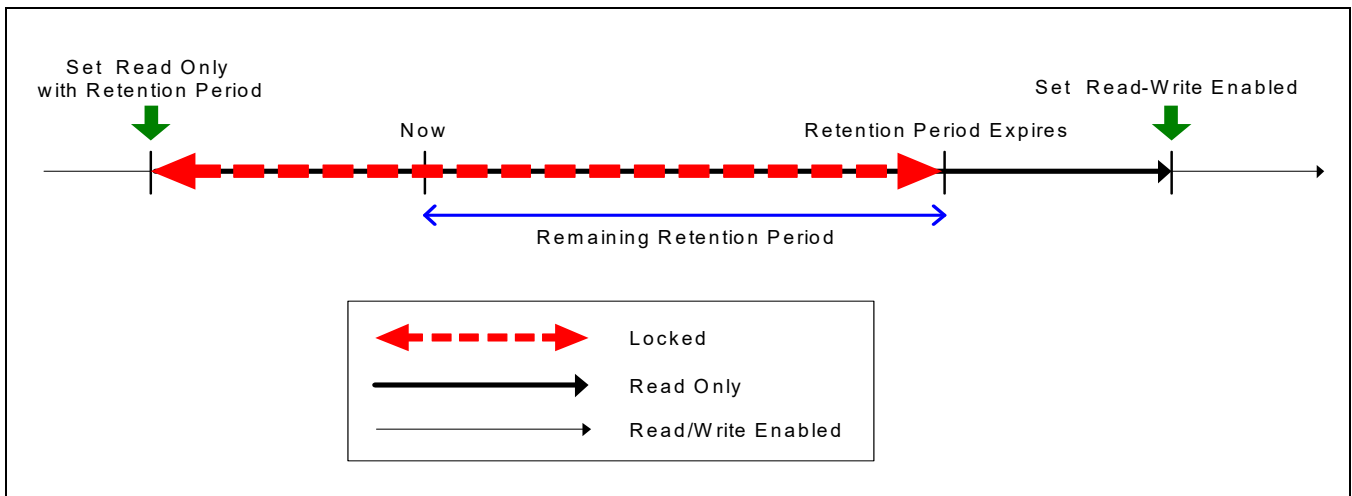 Set Read Only
with Retention Period
Set Read-Write Enabled
Now
Retention Period Expires
Remaining Retention Period
Locked
Read Only
Read/Write Enabled